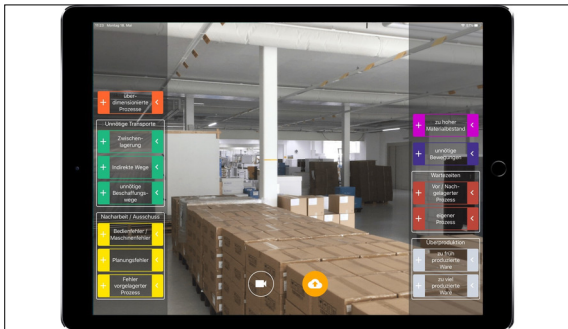 über-
dimensionierte
Prozesse
Unnötige Transporte
Zwischen-
lagerung
Indirekte Wege
unnötige
Beschaffungs-
wege
Nacharbeit / Ausschuss
Bedienfehler /
Maschinenfehler
Planungsfehler
Fehler
vorgelagerter
Prozess
zu hoher
Materialbestand
unnötige
Bewegungen
Wartezeiten
Vor / Nach-
gelagerter
Prozess
eigener
Prozess
Überproduktion
zu früh
produzierte
Ware
zu viel
produzierte
Ware